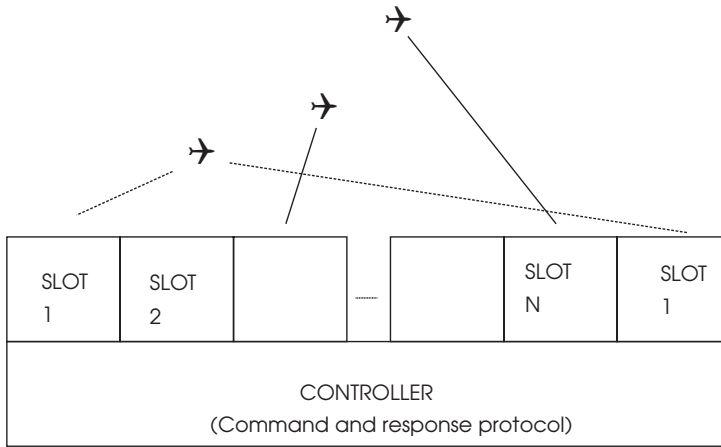 SLOT
1
SLOT
2
SLOT
N
SLOT
1
CONTROLLER
(Command and response protocol)